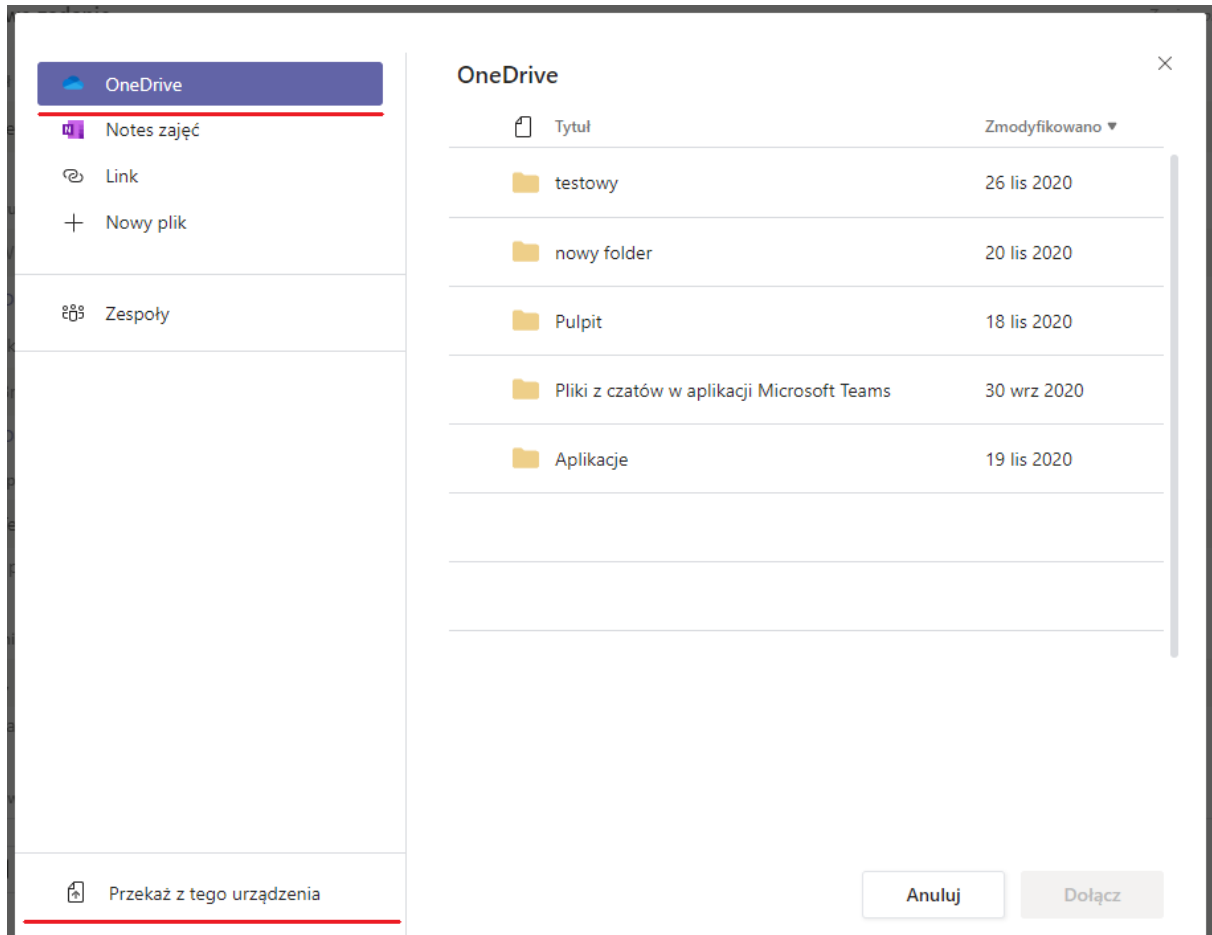 OneDrive
Notes zajęć
Link
Nowy plik
Zespoły
Przekaż z tego urządzenia
OneDrive
Tytuł Zmodyfikowano
testowy 26 lis 2020
nowy folder 20 lis 2020
Pulpit 18 lis 2020
Pliki z czatów w aplikacji Microsoft Teams 30 wrz 2020
Aplikacje 19 lis 2020
Anuluj Dołącz